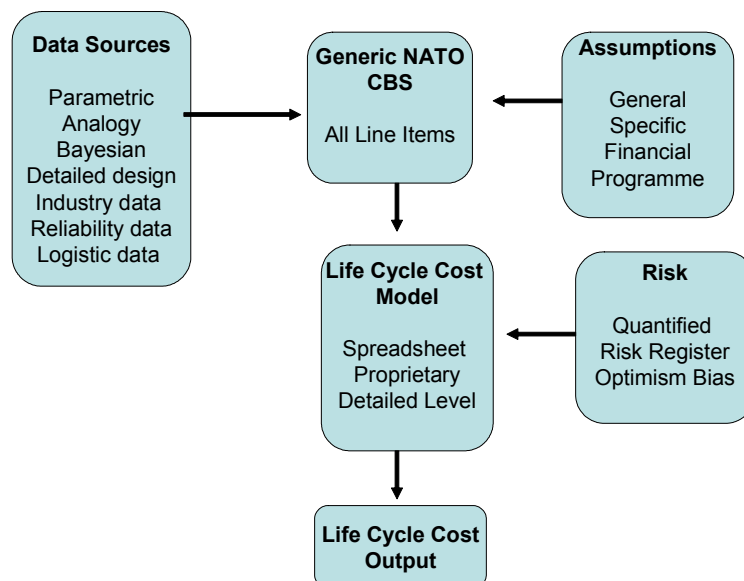 Data Sources
Parametric
Analogy
Bayesian
Detailed design
Industry data
Reliability data
Logistic data
Generic NATO
CBS
All Line Items
Assumptions
General
Specific
Financial
Programme
Life Cycle Cost
Model
Spreadsheet
Proprietary
Detailed Level
Risk
Quantified
Risk Register
Optimism Bias
Life Cycle Cost
Output